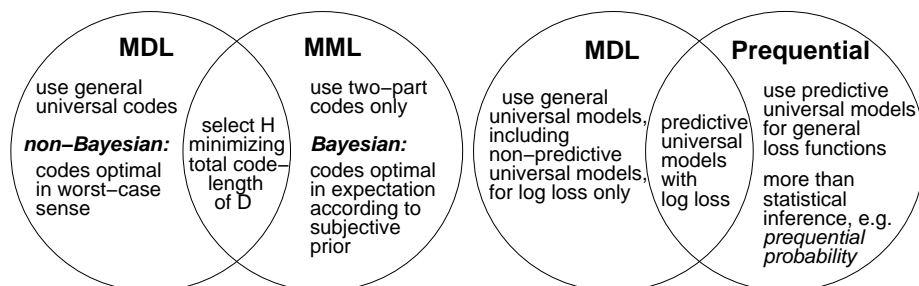 MDL
use general
universal codes
non−Bayesian:
codes optimal
in worst−case
sense
select H
minimizing
total code−
length
of D
MML
use two−part
codes only
Bayesian:
codes optimal
in expectation
according to
subjective
prior
MDL
use general
universal models,
including
non−predictive
universal models,
for log loss only
predictive
universal
models
with
log loss
Prequential
use predictive
universal models
for general
loss functions
more than
statistical
inference, e.g.
prequential
probability